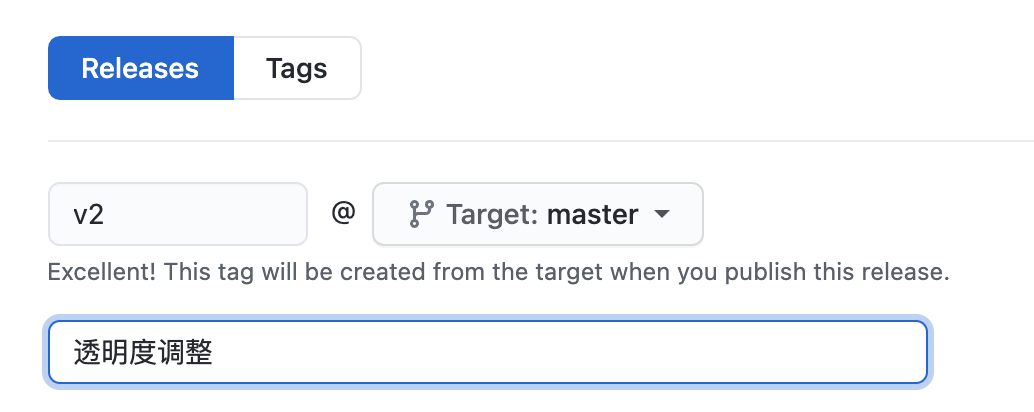 Releases Tags
v2 @ Target: master
Excellent! This tag will be created from the target when you publish this release.
透明度调整